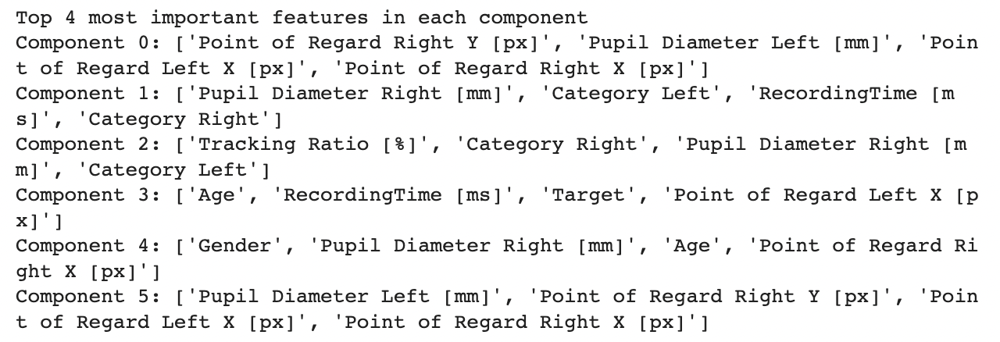 Top 4 most important features in each component
Component 0: ['Point of Regard Right Y [px]', 'Pupil Diameter Left [mm]', 'Poin
t of Regard Left X [px]', 'Point of Regard Right X [px]']
Component 1: ['Pupil Diameter Right [mm]', 'Category Left', 'RecordingTime [m
s]', 'Category Right']
Component 2: ['Tracking Ratio [%]', 'Category Right', 'Pupil Diameter Right [m
m]', 'Category Left']
Component 3: ['Age', 'RecordingTime [ms]', 'Target', 'Point of Regard Left X [p
x]']
Component 4: ['Gender', 'Pupil Diameter Right [mm]', 'Age', 'Point of Regard Ri
ght X [px]']
Component 5: ['Pupil Diameter Left [mm]', 'Point of Regard Right Y [px]', 'Poin
t of Regard Left X [px]', 'Point of Regard Right X [px]']